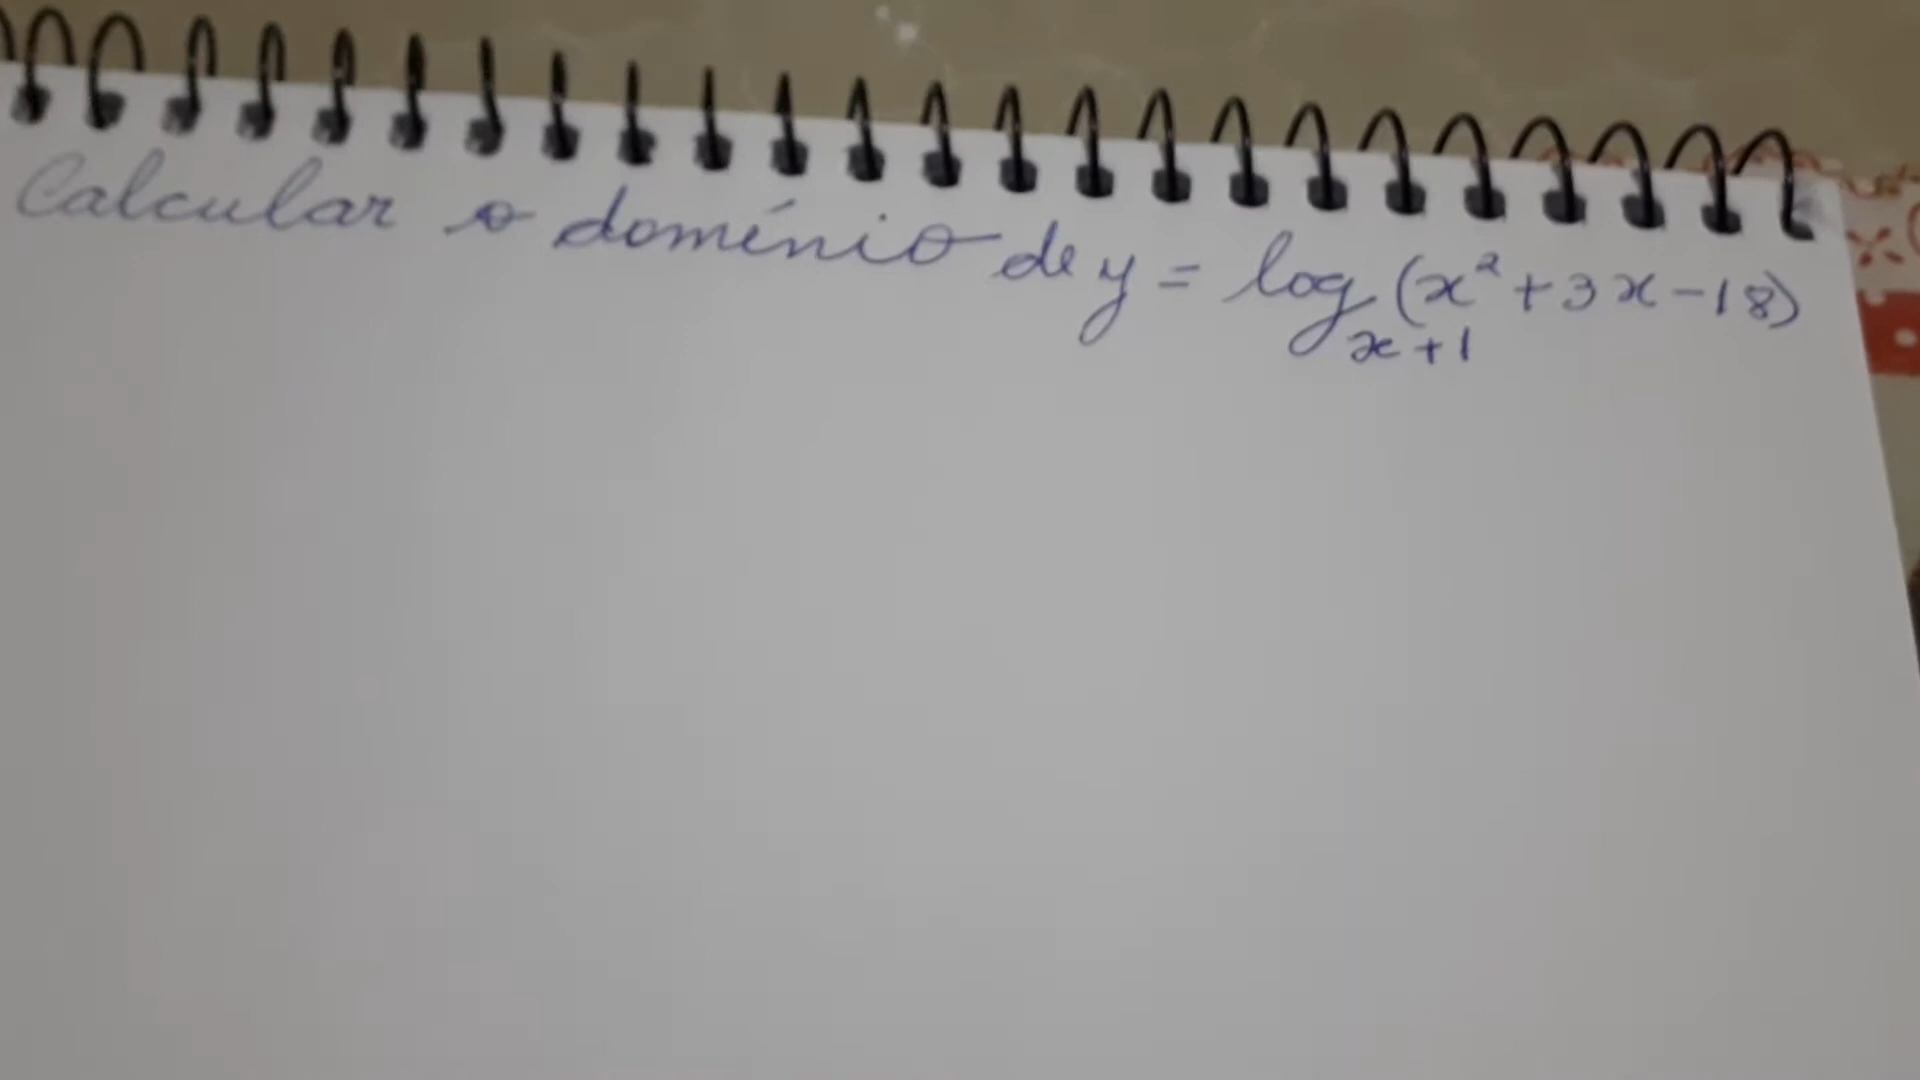 Calcular o domínio de y = log_{x+1} (x² + 3x - 18)